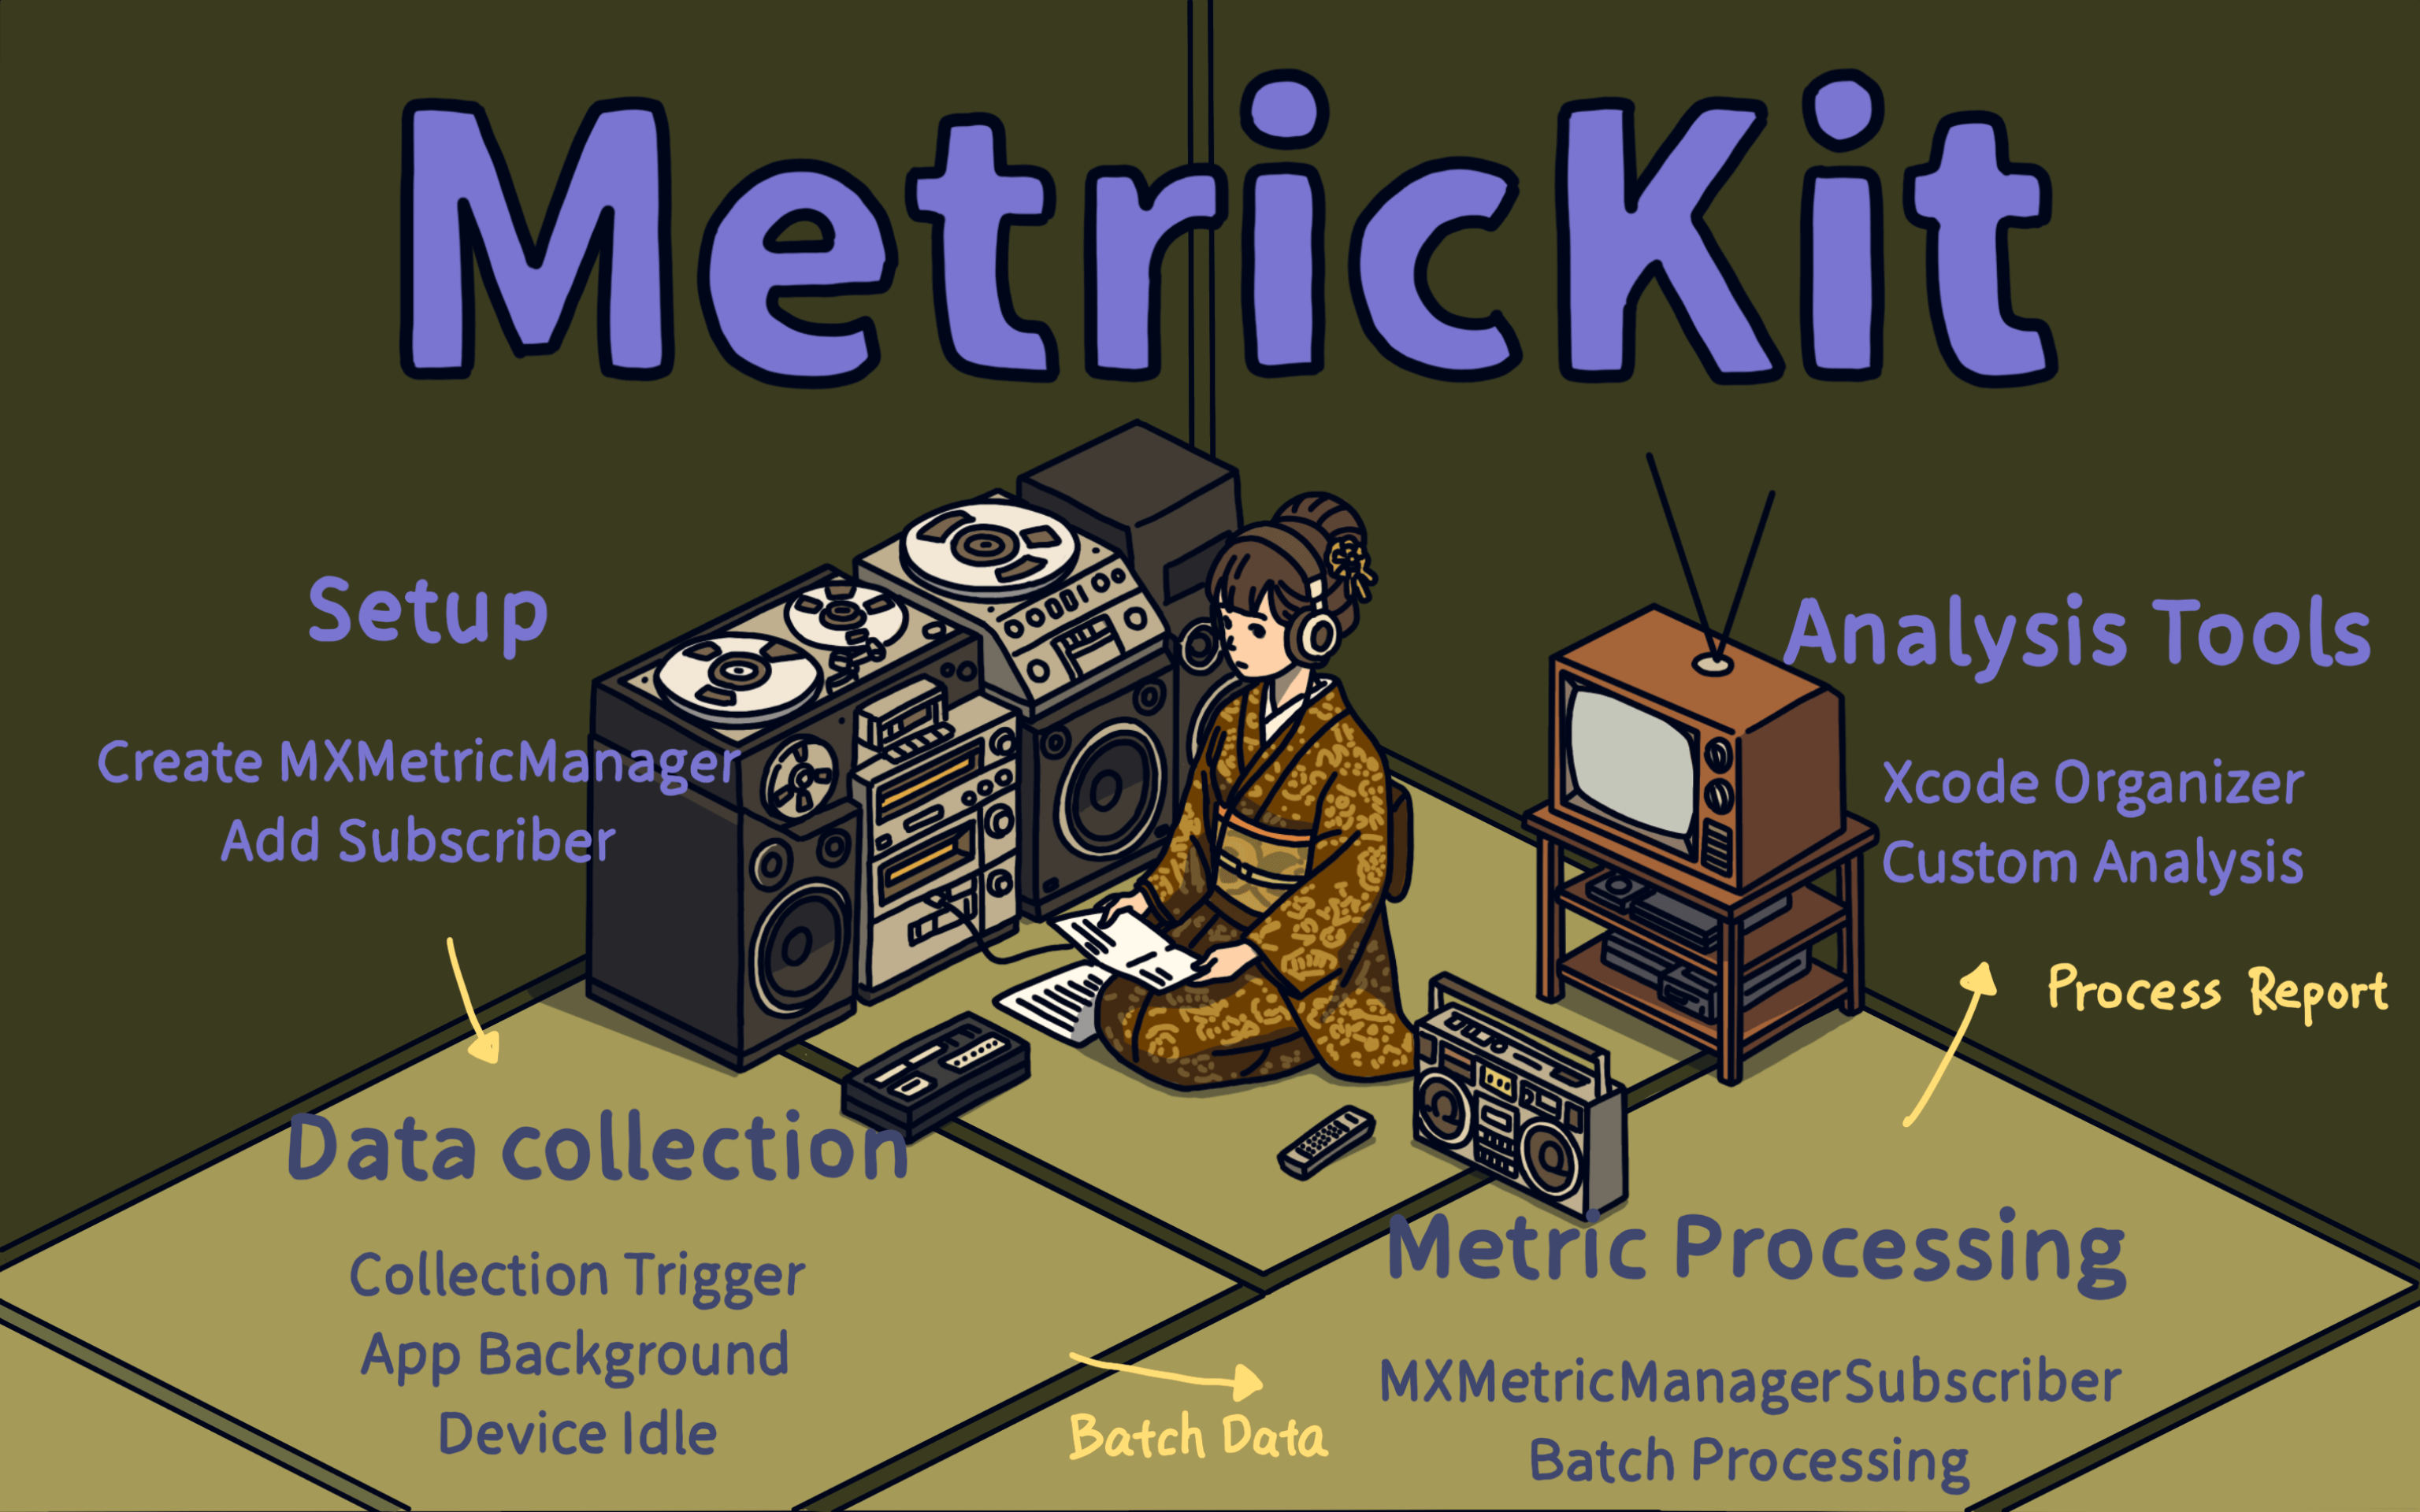 MetricKit
Setup
Create MXMetricManager
Add Subscriber
Data collection
Collection Trigger
App Background
Device Idle
Batch Data
Metric Processing
MXMetricManagerSubscriber
Batch Processing
Process Report
Analysis Tools
Xcode Organizer
Custom Analysis